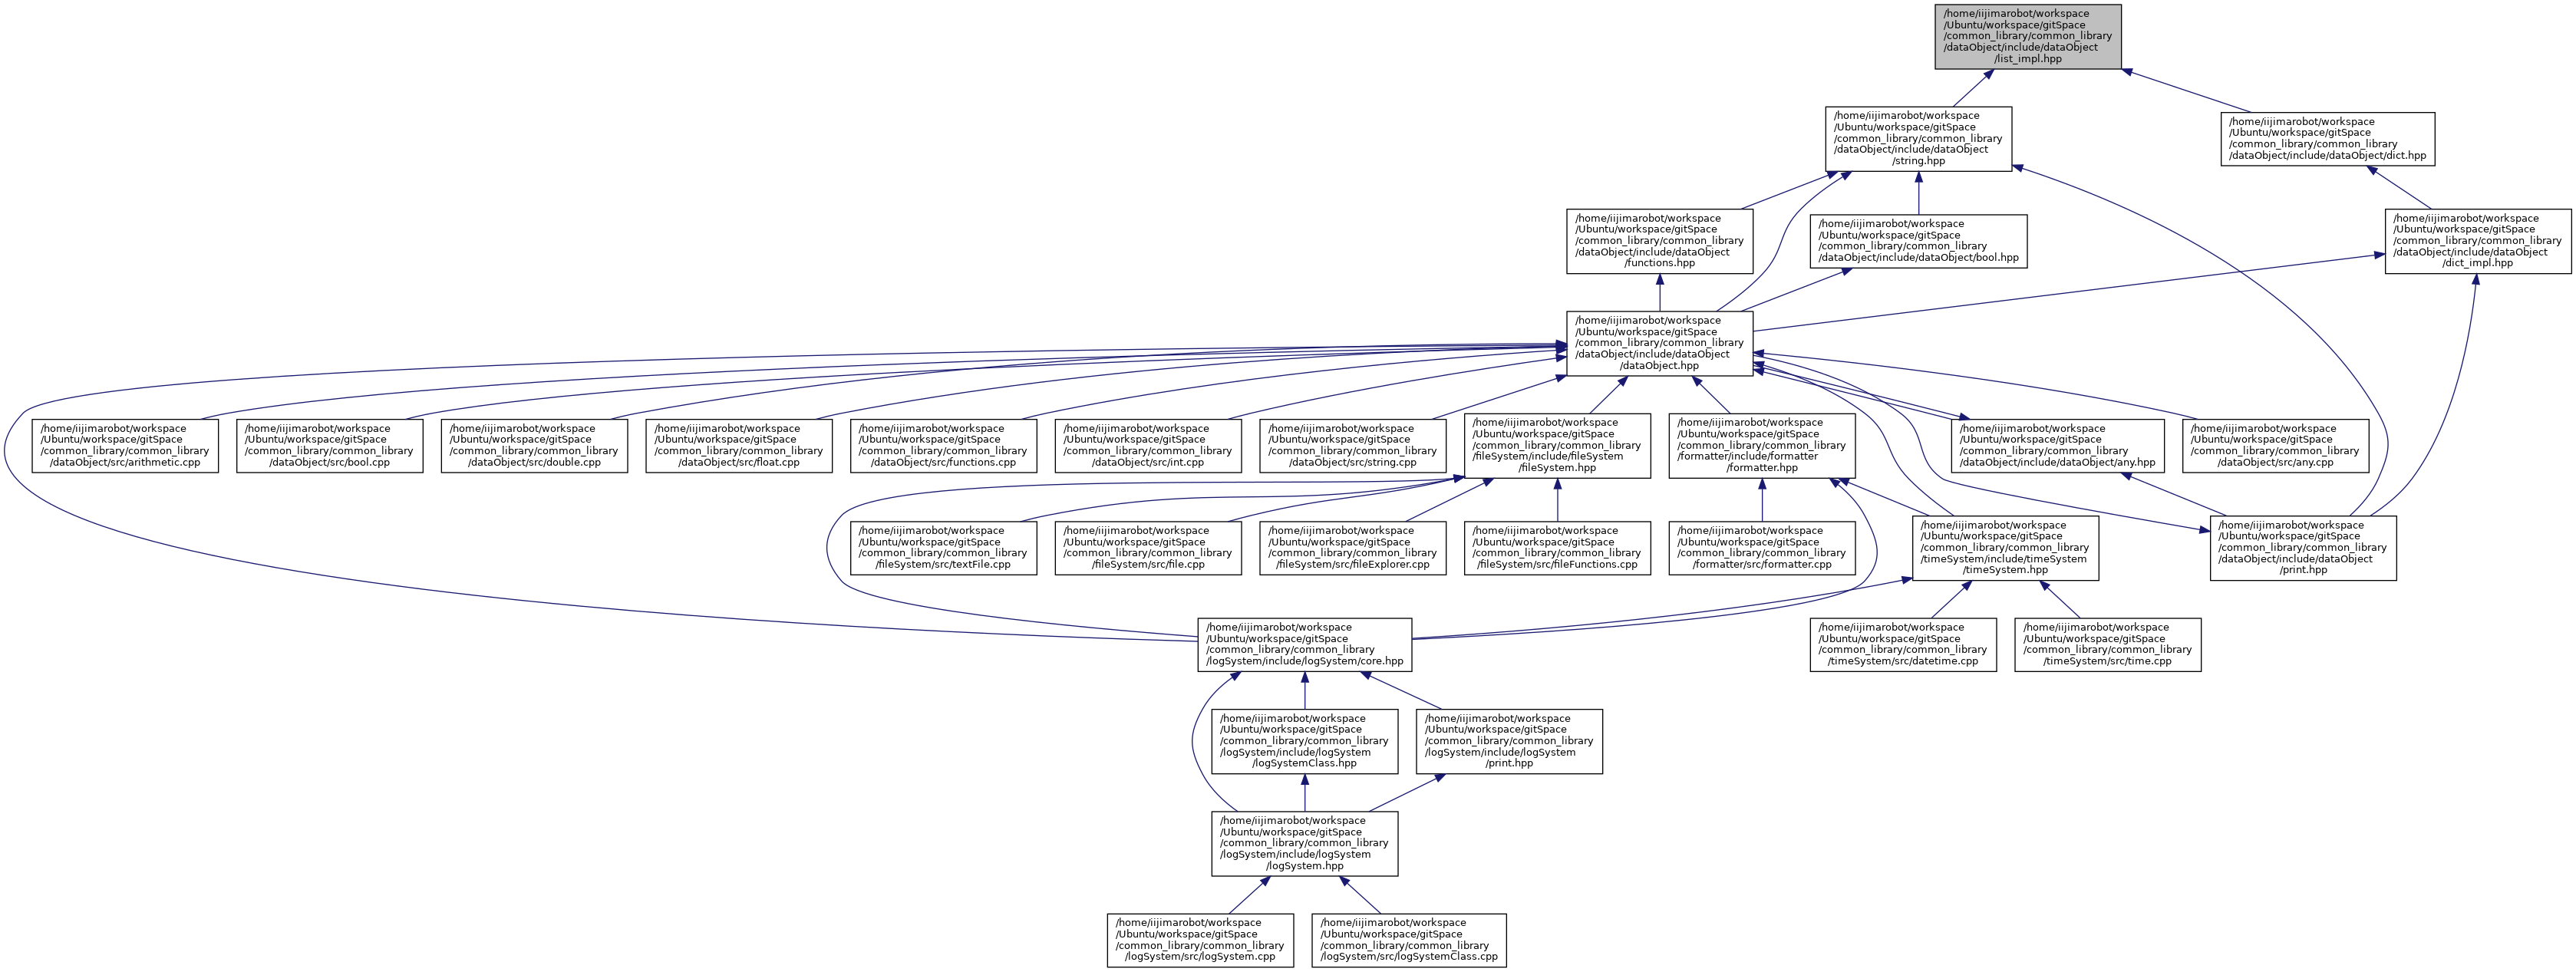 /home/iijimarobot/workspace
/Ubuntu/workspace/gitSpace
/common_library/common_library
/dataObject/include/dataObject
/list_impl.hpp
/home/iijimarobot/workspace
/Ubuntu/workspace/gitSpace
/common_library/common_library
/dataObject/include/dataObject
/string.hpp
/home/iijimarobot/workspace
/Ubuntu/workspace/gitSpace
/common_library/common_library
/dataObject/include/dataObject/dict.hpp
/home/iijimarobot/workspace
/Ubuntu/workspace/gitSpace
/common_library/common_library
/dataObject/include/dataObject
/functions.hpp
/home/iijimarobot/workspace
/Ubuntu/workspace/gitSpace
/common_library/common_library
/dataObject/include/dataObject/bool.hpp
/home/iijimarobot/workspace
/Ubuntu/workspace/gitSpace
/common_library/common_library
/dataObject/include/dataObject
/dict_impl.hpp
/home/iijimarobot/workspace
/Ubuntu/workspace/gitSpace
/common_library/common_library
/dataObject/include/dataObject
/dataObject.hpp
/home/iijimarobot/workspace
/Ubuntu/workspace/gitSpace
/common_library/common_library
/dataObject/src/arithmetic.cpp
/home/iijimarobot/workspace
/Ubuntu/workspace/gitSpace
/common_library/common_library
/dataObject/src/bool.cpp
/home/iijimarobot/workspace
/Ubuntu/workspace/gitSpace
/common_library/common_library
/dataObject/src/double.cpp
/home/iijimarobot/workspace
/Ubuntu/workspace/gitSpace
/common_library/common_library
/dataObject/src/float.cpp
/home/iijimarobot/workspace
/Ubuntu/workspace/gitSpace
/common_library/common_library
/dataObject/src/functions.cpp
/home/iijimarobot/workspace
/Ubuntu/workspace/gitSpace
/common_library/common_library
/dataObject/src/int.cpp
/home/iijimarobot/workspace
/Ubuntu/workspace/gitSpace
/common_library/common_library
/dataObject/src/string.cpp
/home/iijimarobot/workspace
/Ubuntu/workspace/gitSpace
/common_library/common_library
/fileSystem/include/fileSystem
/fileSystem.hpp
/home/iijimarobot/workspace
/Ubuntu/workspace/gitSpace
/common_library/common_library
/formatter/include/formatter
/formatter.hpp
/home/iijimarobot/workspace
/Ubuntu/workspace/gitSpace
/common_library/common_library
/dataObject/include/dataObject/any.hpp
/home/iijimarobot/workspace
/Ubuntu/workspace/gitSpace
/common_library/common_library
/dataObject/src/any.cpp
/home/iijimarobot/workspace
/Ubuntu/workspace/gitSpace
/common_library/common_library
/fileSystem/src/textFile.cpp
/home/iijimarobot/workspace
/Ubuntu/workspace/gitSpace
/common_library/common_library
/fileSystem/src/file.cpp
/home/iijimarobot/workspace
/Ubuntu/workspace/gitSpace
/common_library/common_library
/fileSystem/src/fileExplorer.cpp
/home/iijimarobot/workspace
/Ubuntu/workspace/gitSpace
/common_library/common_library
/fileSystem/src/fileFunctions.cpp
/home/iijimarobot/workspace
/Ubuntu/workspace/gitSpace
/common_library/common_library
/formatter/src/formatter.cpp
/home/iijimarobot/workspace
/Ubuntu/workspace/gitSpace
/common_library/common_library
/timeSystem/include/timeSystem
/timeSystem.hpp
/home/iijimarobot/workspace
/Ubuntu/workspace/gitSpace
/common_library/common_library
/dataObject/include/dataObject
/print.hpp
/home/iijimarobot/workspace
/Ubuntu/workspace/gitSpace
/common_library/common_library
/logSystem/include/logSystem/core.hpp
/home/iijimarobot/workspace
/Ubuntu/workspace/gitSpace
/common_library/common_library
/timeSystem/src/datetime.cpp
/home/iijimarobot/workspace
/Ubuntu/workspace/gitSpace
/common_library/common_library
/timeSystem/src/time.cpp
/home/iijimarobot/workspace
/Ubuntu/workspace/gitSpace
/common_library/common_library
/logSystem/include/logSystem
/logSystemClass.hpp
/home/iijimarobot/workspace
/Ubuntu/workspace/gitSpace
/common_library/common_library
/logSystem/include/logSystem
/print.hpp
/home/iijimarobot/workspace
/Ubuntu/workspace/gitSpace
/common_library/common_library
/logSystem/include/logSystem
/logSystem.hpp
/home/iijimarobot/workspace
/Ubuntu/workspace/gitSpace
/common_library/common_library
/logSystem/src/logSystem.cpp
/home/iijimarobot/workspace
/Ubuntu/workspace/gitSpace
/common_library/common_library
/logSystem/src/logSystemClass.cpp